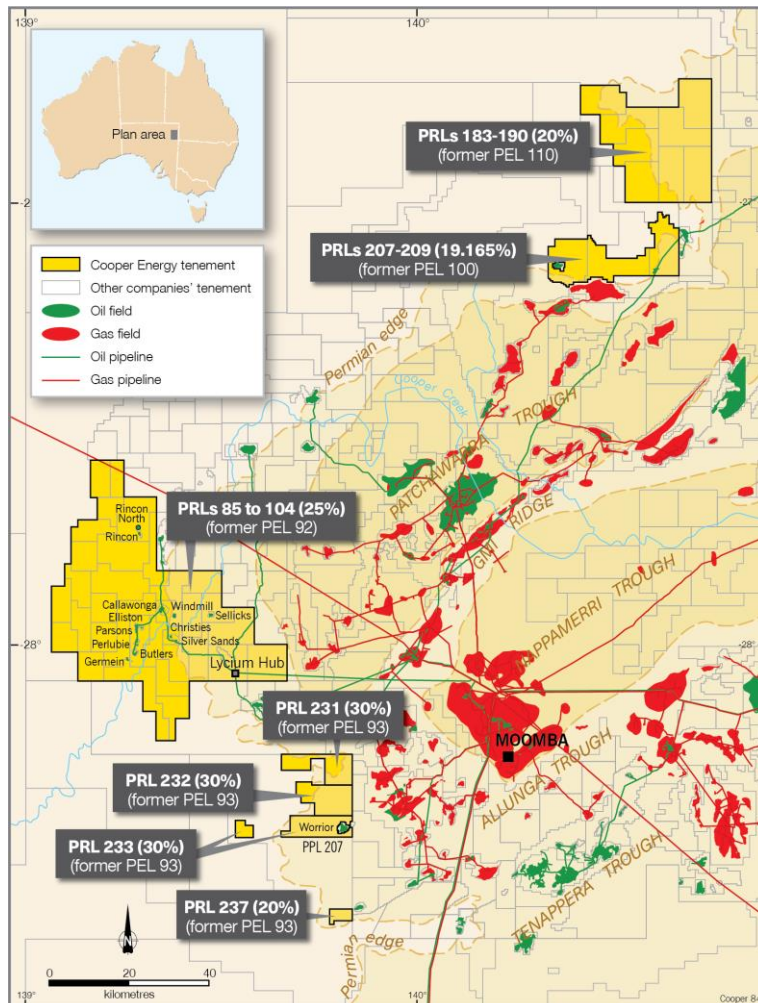 139°
140°
Plan area
PRLs 183-190 (20%)
(former PEL 110)
-27°
PRLs 207-209 (19.165%)
(former PEL 100)
Cooper Energy tenement
Other companies' tenement
Oil field
Gas field
Oil pipeline
Gas pipeline
Permian edge
Cooper Creek
PATCHAWARRA TROUGH
GMI RIDGE
NAPPAMERRI TROUGH
PRLs 85 to 104 (25%)
(former PEL 92)
Rincon
North
Rincon
Callawonga
Windmill
Elliston
Sellicks
Parsons
Christies
Perlubie
Silver Sands
Germein
Butlers
Lycium Hub
-28°
-28°
PRL 231 (30%)
(former PEL 93)
MOOMBA
ALLUNGA TROUGH
PRL 232 (30%)
(former PEL 93)
Worrior
PPL 207
PRL 233 (30%)
(former PEL 93)
TENAPPERA TROUGH
PRL 237 (20%)
(former PEL 93)
Permian edge
N
0
20
40
kilometres
139°
140°